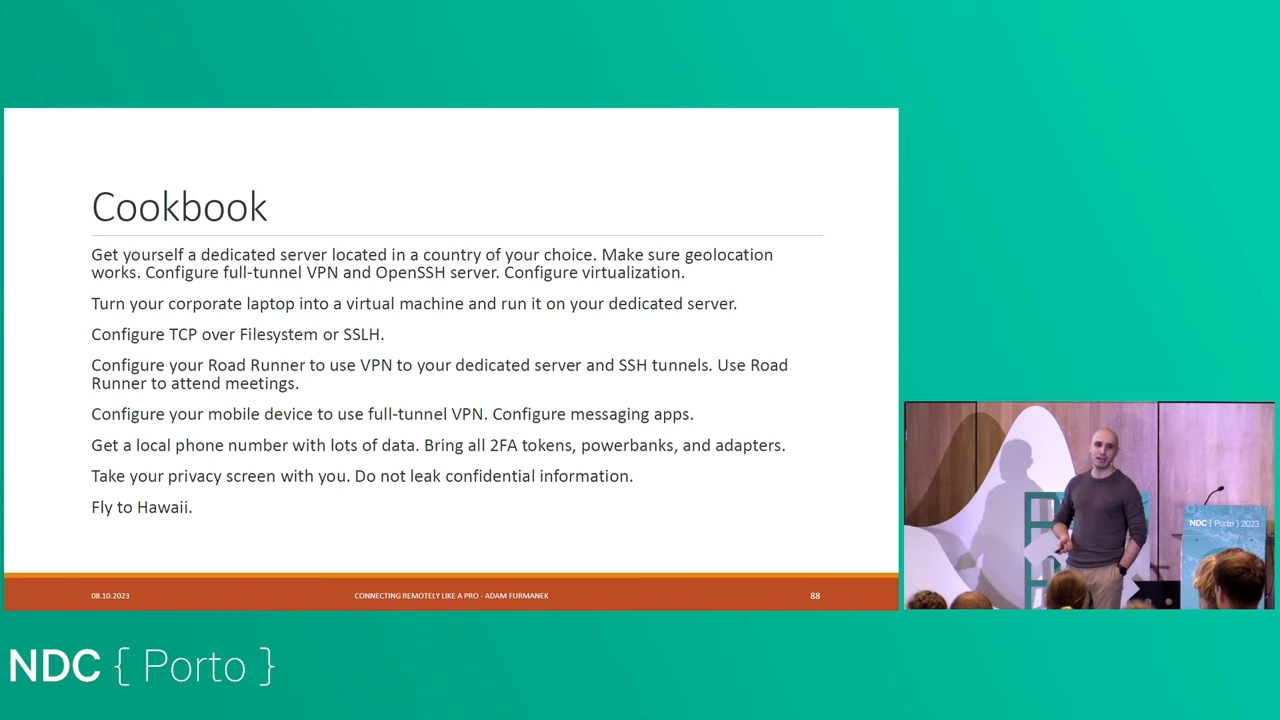 Cookbook
Get yourself a dedicated server located in a country of your choice. Make sure geolocation
works. Configure full-tunnel VPN and OpenSSH server. Configure virtualization.
Turn your corporate laptop into a virtual machine and run it on your dedicated server.
Configure TCP over Filesystem or SSLH.
Configure your Road Runner to use VPN to your dedicated server and SSH tunnels. Use Road
Runner to attend meetings.
Configure your mobile device to use full-tunnel VPN. Configure messaging apps.
Get a local phone number with lots of data. Bring all 2FA tokens, powerbanks, and adapters.
Take your privacy screen with you. Do not leak confidential information.
Fly to Hawaii.
08.10.2023
CONNECTING REMOTELY LIKE A PRO - ADAM FURMANEK
88
NDC { Porto } 2023
NDC { Porto }